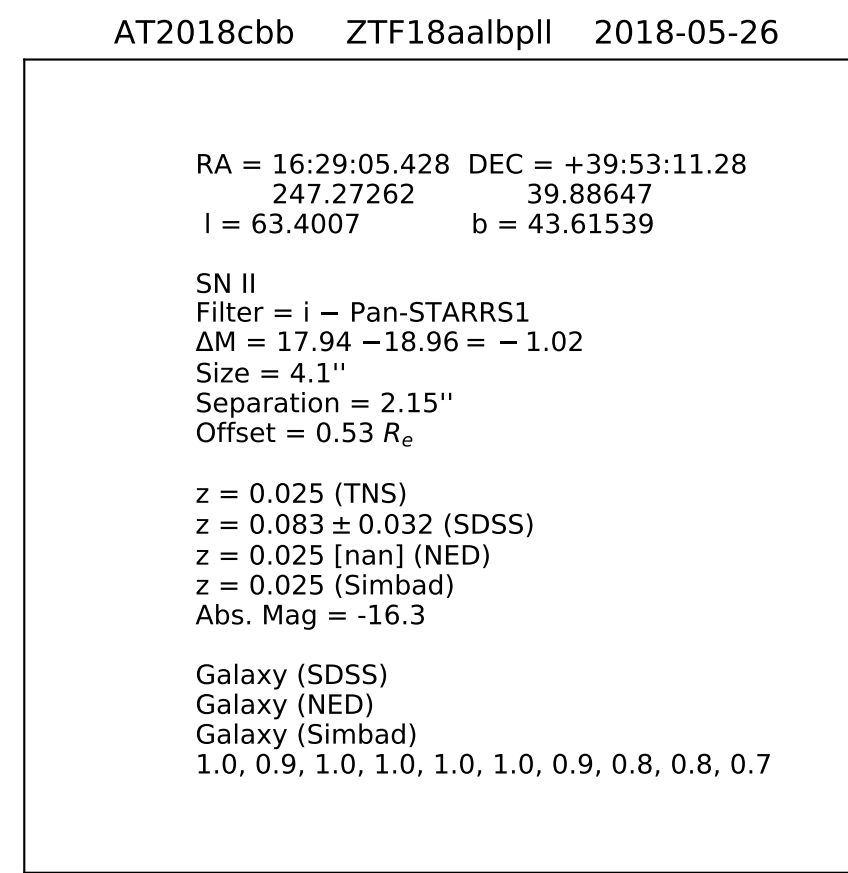 AT2018cbb ZTF18aalbpll 2018-05-26
RA = 16:29:05.428 DEC = +39:53:11.28
247.27262 39.88647
l = 63.4007 b = 43.61539
SN II
Filter = i − Pan-STARRS1
ΔM = 17.94 −18.96 = − 1.02
Size = 4.1''
Separation = 2.15''
Offset = 0.53 Rₑ
z = 0.025 (TNS)
z = 0.083 ± 0.032 (SDSS)
z = 0.025 [nan] (NED)
z = 0.025 (Simbad)
Abs. Mag = -16.3
Galaxy (SDSS)
Galaxy (NED)
Galaxy (Simbad)
1.0, 0.9, 1.0, 1.0, 1.0, 1.0, 0.9, 0.8, 0.8, 0.7